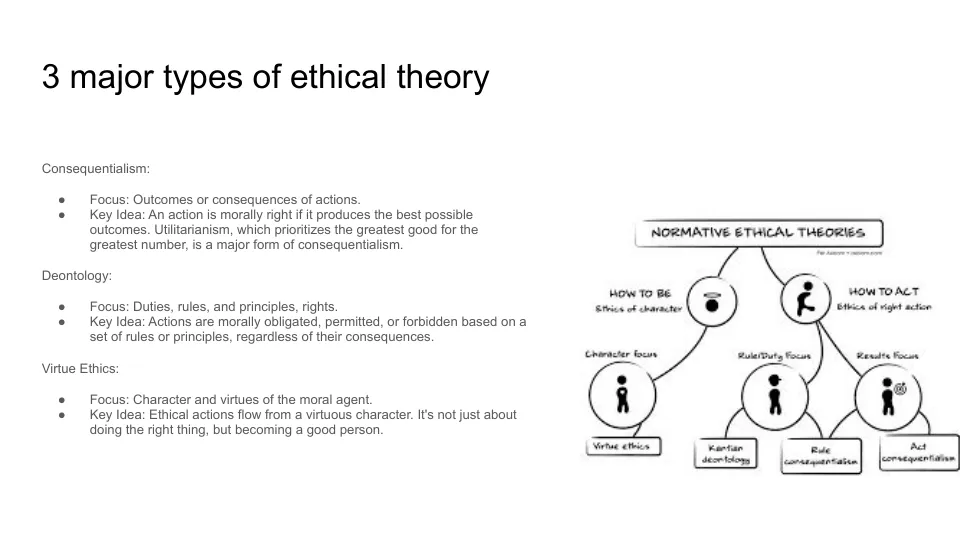 3 major types of ethical theory
Consequentialism:
● Focus: Outcomes or consequences of actions.
● Key Idea: An action is morally right if it produces the best possible
outcomes. Utilitarianism, which prioritizes the greatest good for the
greatest number, is a major form of consequentialism.
Deontology:
● Focus: Duties, rules, and principles, rights.
● Key Idea: Actions are morally obligated, permitted, or forbidden based on a
set of rules or principles, regardless of their consequences.
Virtue Ethics:
● Focus: Character and virtues of the moral agent.
● Key Idea: Ethical actions flow from a virtuous character. It's not just about
doing the right thing, but becoming a good person.
NORMATIVE ETHICAL THEORIES
HOW TO BE
Ethics of character
HOW TO ACT
Ethics of right action
Character focus
Rule/Duty Focus
Results Focus
Virtue ethics
Kantian
deontology
Rule
consequentialism
Act
consequentialism